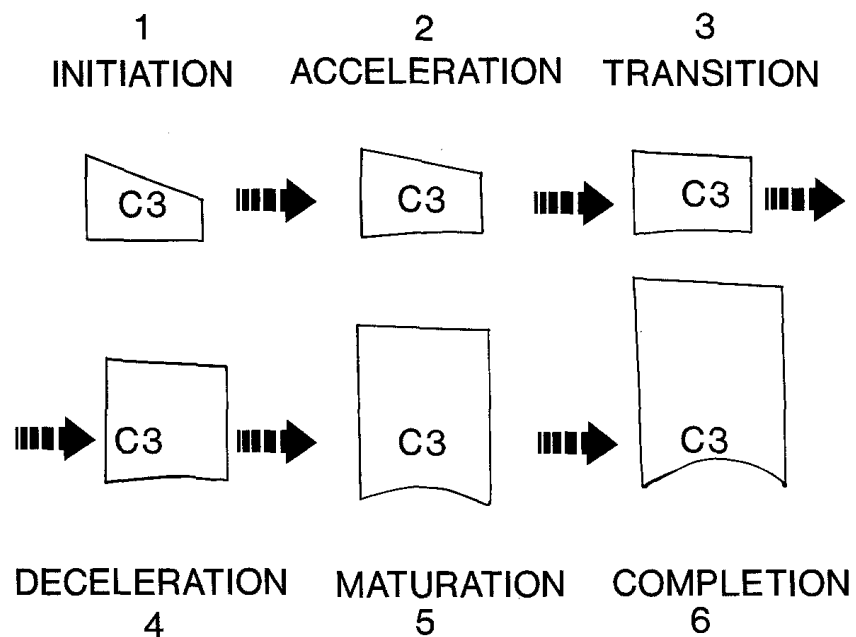 1 2 3
INITIATION ACCELERATION TRANSITION
C3 C3 C3
C3 C3 C3
DECELERATION MATURATION COMPLETION
4 5 6